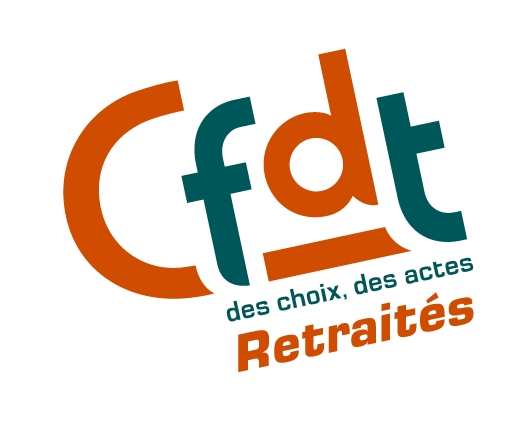 Cfdt
des choix, des actes
Retraités